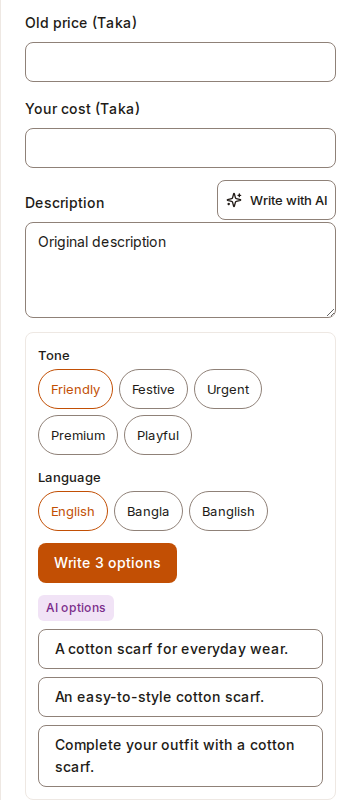 Old price (Taka)
Your cost (Taka)
Description
Write with AI
Original description
Tone
Friendly
Festive
Urgent
Premium
Playful
Language
English
Bangla
Banglish
Write 3 options
AI options
A cotton scarf for everyday wear.
An easy-to-style cotton scarf.
Complete your outfit with a cotton
scarf.